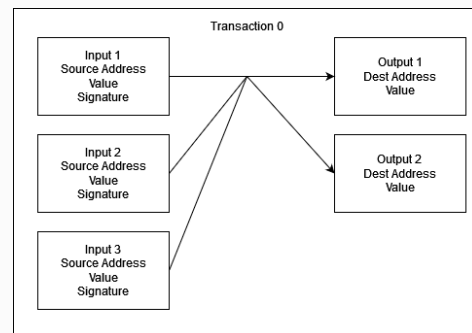 Transaction 0
Input 1
Source Address
Value
Signature
Output 1
Dest Address
Value
Input 2
Source Address
Value
Signature
Output 2
Dest Address
Value
Input 3
Source Address
Value
Signature